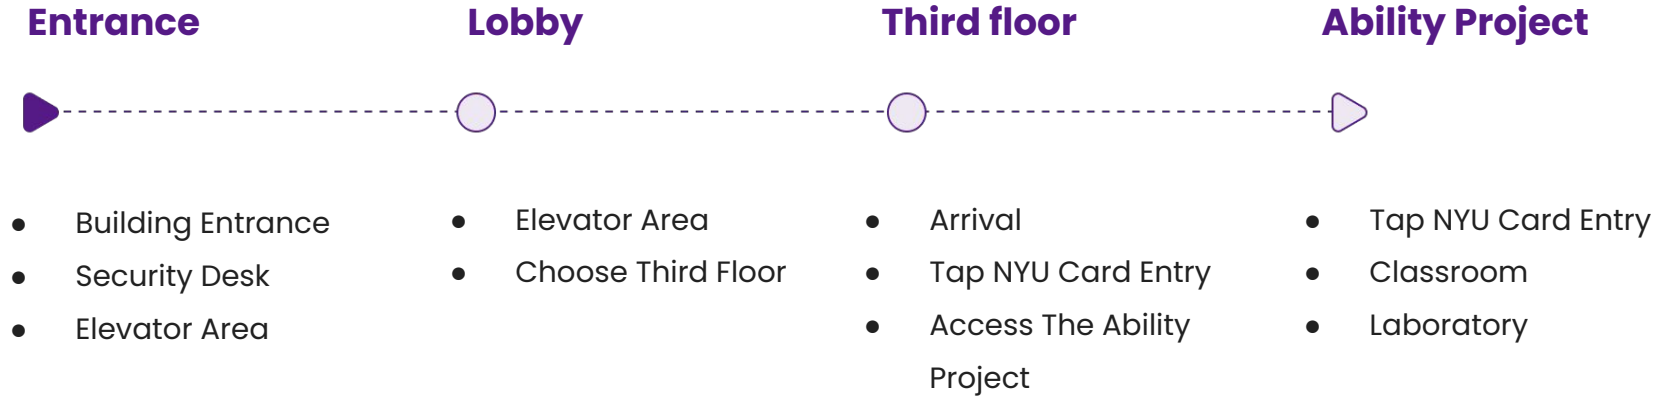 Entrance
Lobby
Third floor
Ability Project
● Building Entrance
● Security Desk
● Elevator Area
● Elevator Area
● Choose Third Floor
● Arrival
● Tap NYU Card Entry
● Access The Ability
Project
● Tap NYU Card Entry
● Classroom
● Laboratory